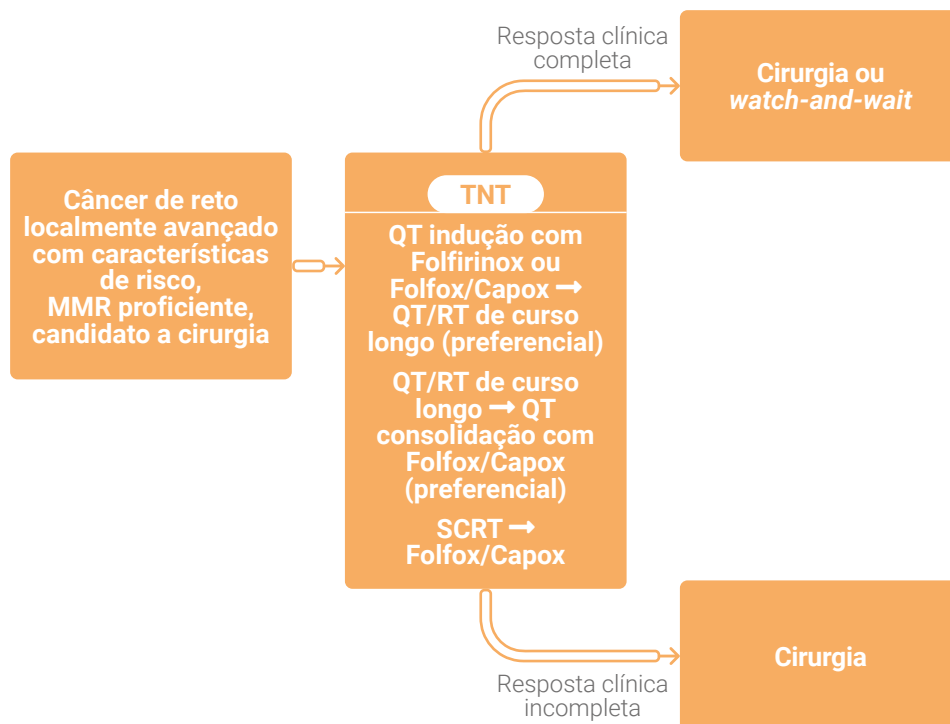 Resposta clínica
completa
Cirurgia ou
watch-and-wait
Câncer de reto
localmente avançado
com características
de risco,
MMR proficiente,
candidato a cirurgia
TNT
QT indução com
Folfirinox ou
Folfox/Capox →
QT/RT de curso
longo (preferencial)
QT/RT de curso
longo → QT
consolidação com
Folfox/Capox
(preferencial)
SCRT →
Folfox/Capox
Resposta clínica
incompleta
Cirurgia